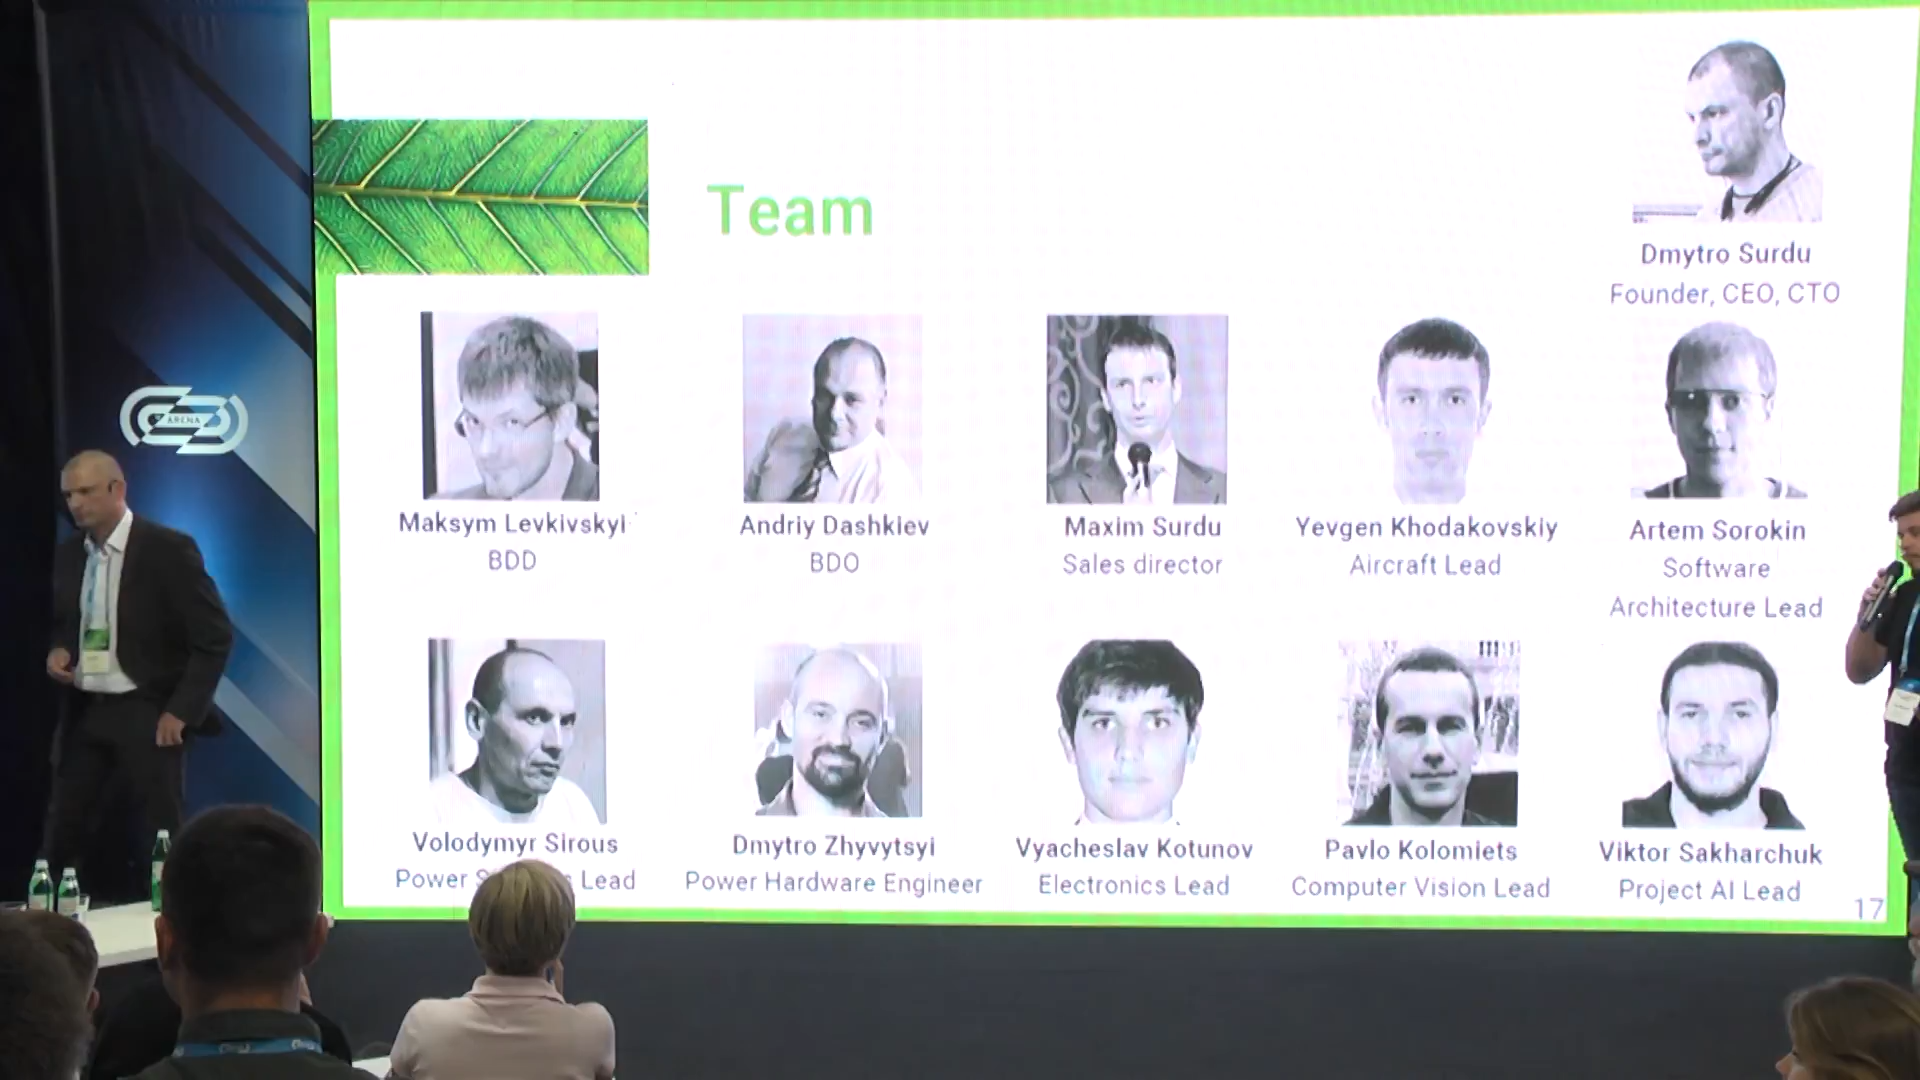 ARENA
Team
Dmytro Surdu
Founder, CEO, CTO
Maksym Levkivskyi
BDD
Andriy Dashkiev
BDO
Maxim Surdu
Sales director
Yevgen Khodakovskiy
Aircraft Lead
Artem Sorokin
Software
Architecture Lead
Volodymyr Sirous
Power Lead
Dmytro Zhyvytsyi
Power Hardware Engineer
Vyacheslav Kotunov
Electronics Lead
Pavlo Kolomiets
Computer Vision Lead
Viktor Sakharchuk
Project AI Lead
17